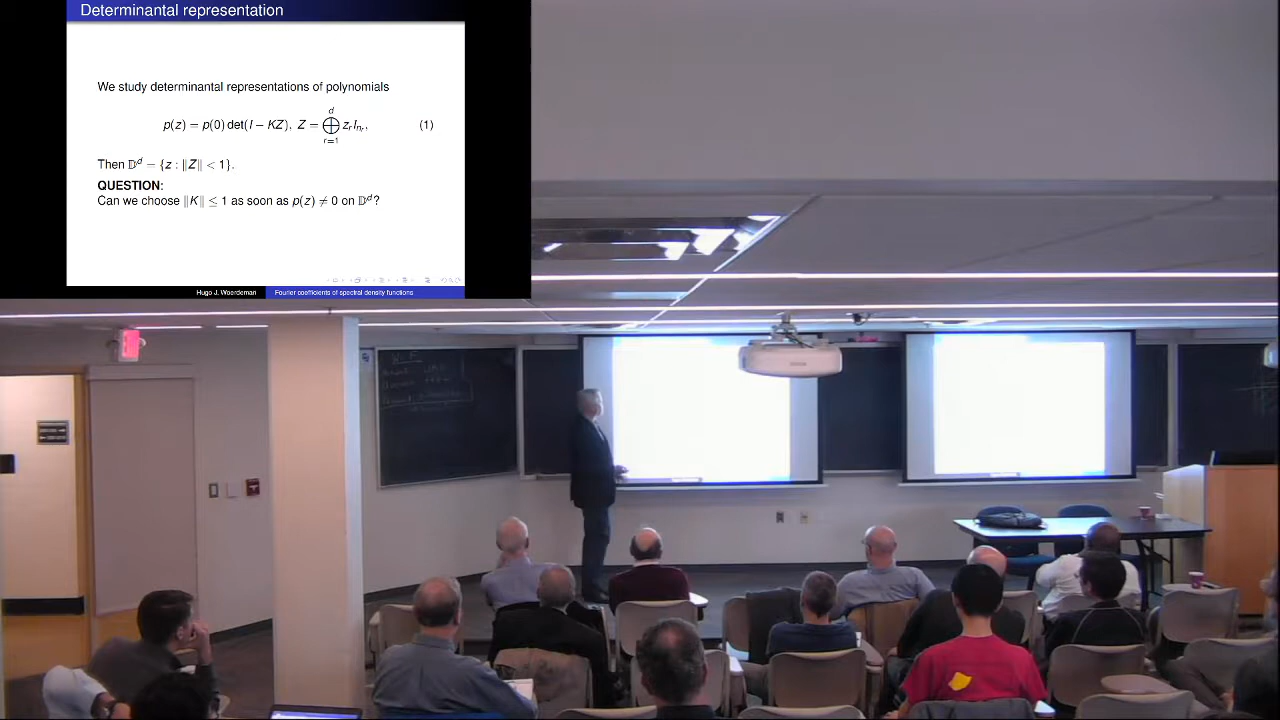 Determinantal representation
We study determinantal representations of polynomials
p(z) = p(0) det(I − KZ), Z = ⊕_{r=1}^{d} z_r I_{n_r}, (1)
Then 𝔻^d = {z : ‖Z‖ < 1}.
QUESTION:
Can we choose ‖K‖ ≤ 1 as soon as p(z) ≠ 0 on 𝔻^d?
Hugo J. Woerdeman Fourier coefficients of spectral density functions